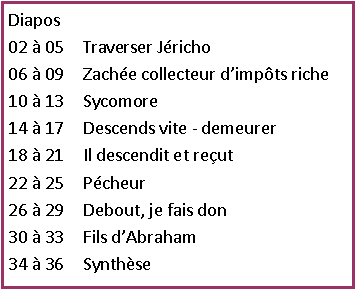 Diapos
02 à 05 Traverser Jéricho
06 à 09 Zachée collecteur d’impôts riche
10 à 13 Sycomore
14 à 17 Descends vite - demeurer
18 à 21 Il descendit et reçut
22 à 25 Pécheur
26 à 29 Debout, je fais don
30 à 33 Fils d’Abraham
34 à 36 Synthèse